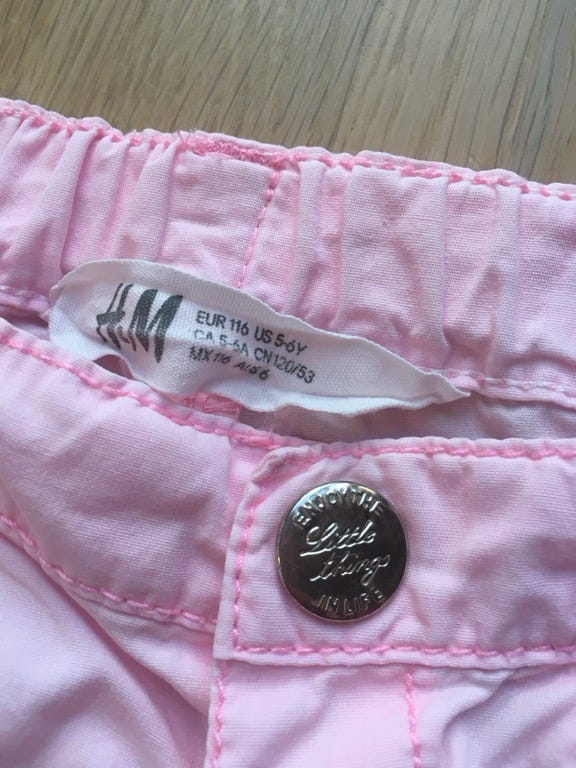 H&M
EUR 116 US 5-6Y
CA 5-6A CN 120/53
MX 116 A/S 6
ENJOY THE
Little
things
IN LIFE